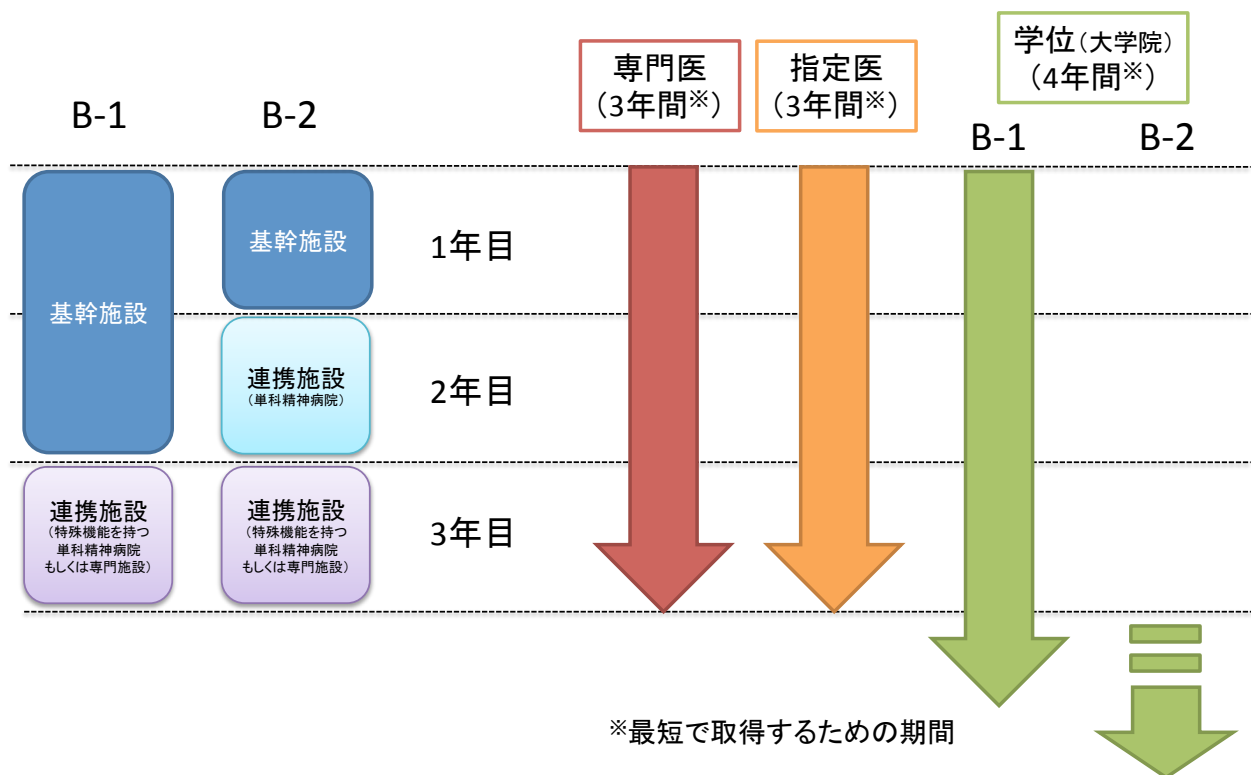 B-1
B-2
専門医
（3年間※）
指定医
（3年間※）
学位（大学院）
（4年間※）
B-1
B-2
基幹施設
基幹施設
1年目
連携施設
（単科精神病院）
2年目
連携施設
（特殊機能を持つ
単科精神病院
もしくは専門施設）
連携施設
（特殊機能を持つ
単科精神病院
もしくは専門施設）
3年目
※最短で取得するための期間